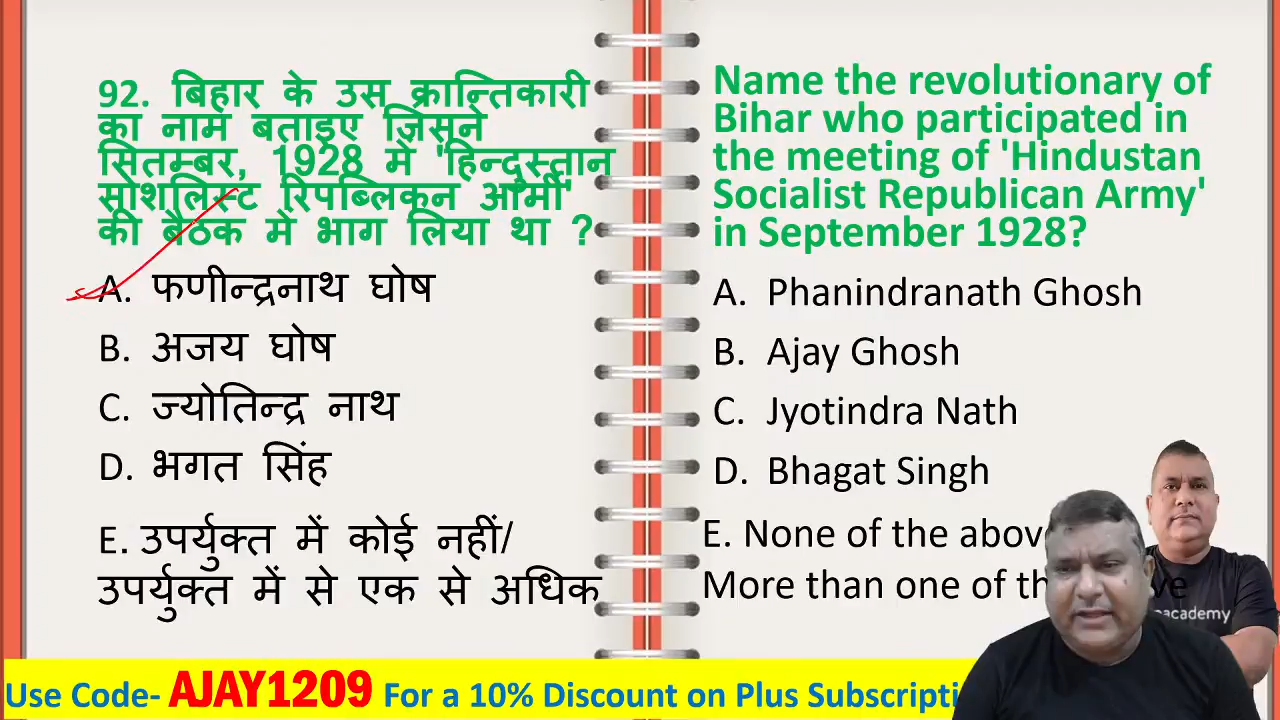 92. बिहार के उस क्रान्तिकारी
का नाम बताइए जिसने
सितम्बर, 1928 में 'हिन्दुस्तान
सोशलिस्ट रिपब्लिकन आर्मी'
की बैठक में भाग लिया था ?
A. फणीन्द्रनाथ घोष
B. अजय घोष
C. ज्योतिन्द्र नाथ
D. भगत सिंह
E. उपर्युक्त में कोई नहीं/
उपर्युक्त में से एक से अधिक
Name the revolutionary of
Bihar who participated in
the meeting of 'Hindustan
Socialist Republican Army'
in September 1928?
A. Phanindranath Ghosh
B. Ajay Ghosh
C. Jyotindra Nath
D. Bhagat Singh
E. None of the abov
More than one of th ve
nacademy
Use Code- AJAY1209 For a 10% Discount on Plus Subscripti